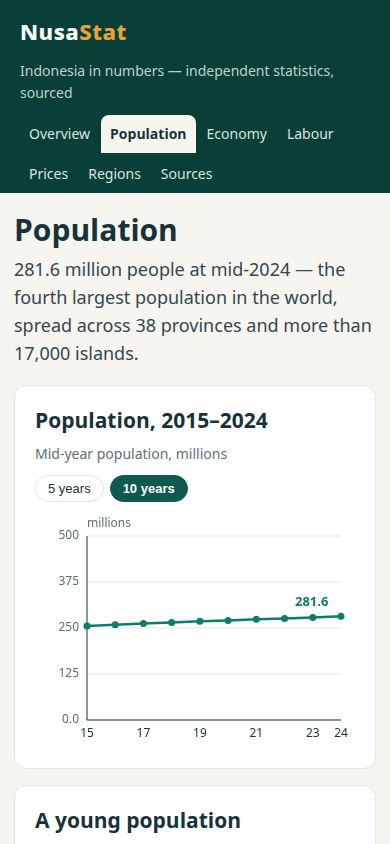 NusaStat
Indonesia in numbers — independent statistics,
sourced
Overview Population Economy Labour
Prices Regions Sources
Population
281.6 million people at mid-2024 — the
fourth largest population in the world,
spread across 38 provinces and more than
17,000 islands.
Population, 2015–2024
Mid-year population, millions
5 years 10 years
millions
500
375
281.6
250
125
0.0
15 17 19 21 23 24
A young population